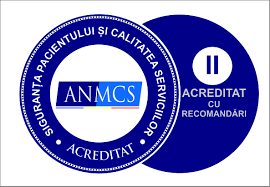 SIGURANȚA PACIENTULUI ȘI CALITATEA SERVICIILOR
ANMCS
• ACREDITAT •
II
ACREDITAT
CU
RECOMANDĂRI